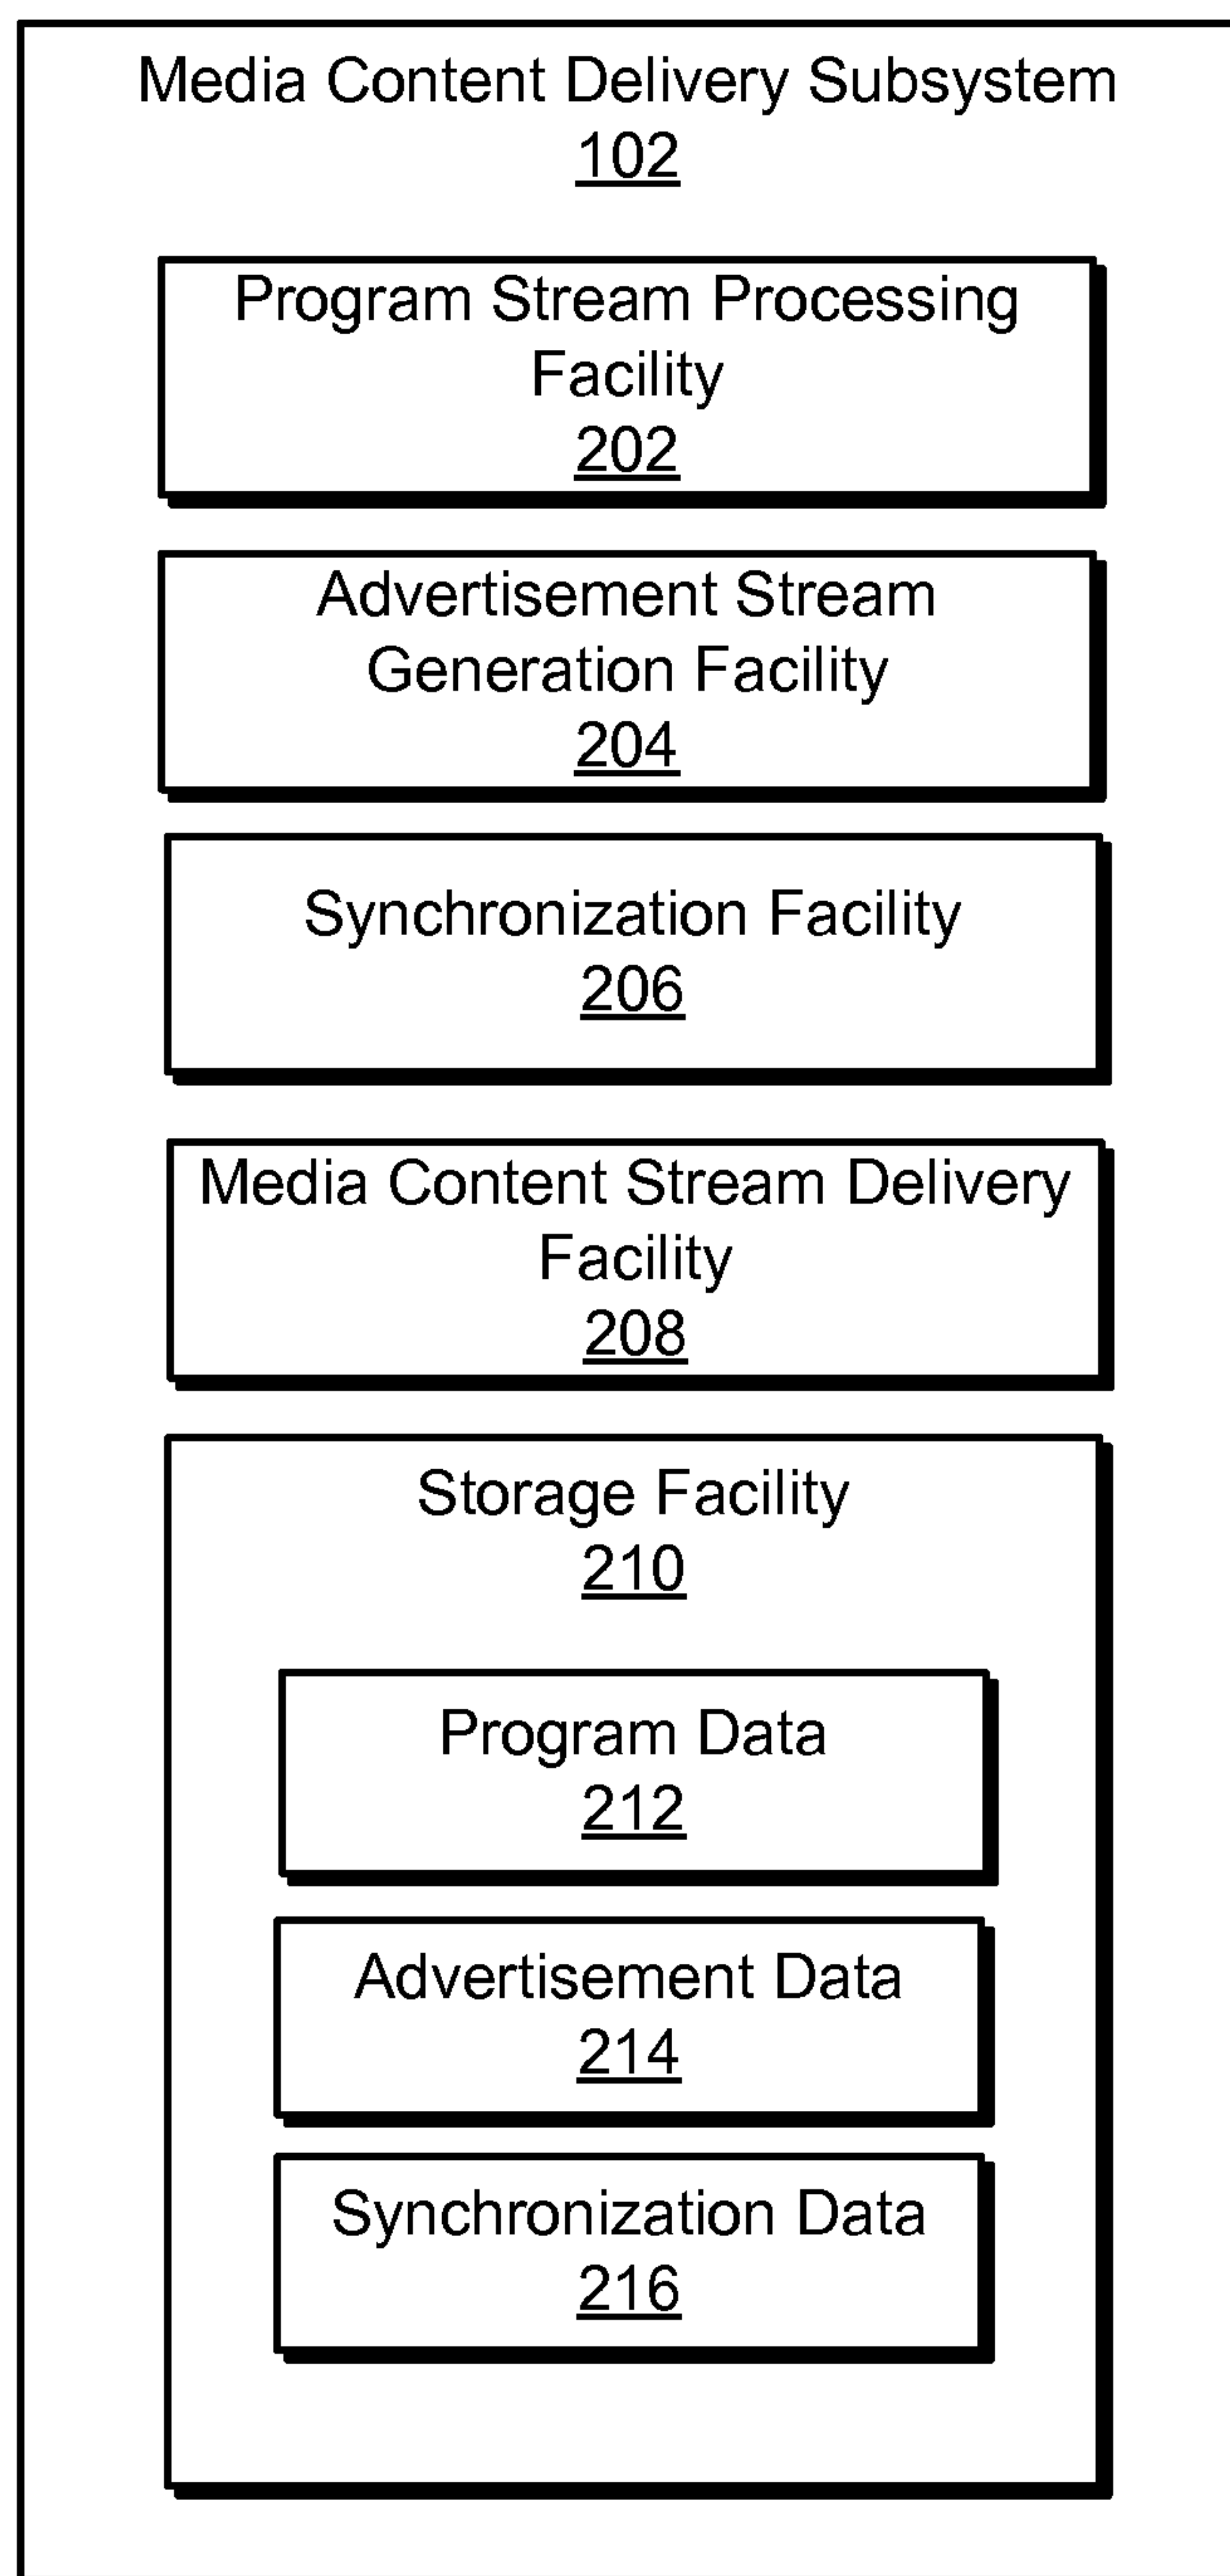 Media Content Delivery Subsystem
102
Program Stream Processing
Facility
202
Advertisement Stream
Generation Facility
204
Synchronization Facility
206
Media Content Stream Delivery
Facility
208
Storage Facility
210
Program Data
212
Advertisement Data
214
Synchronization Data
216